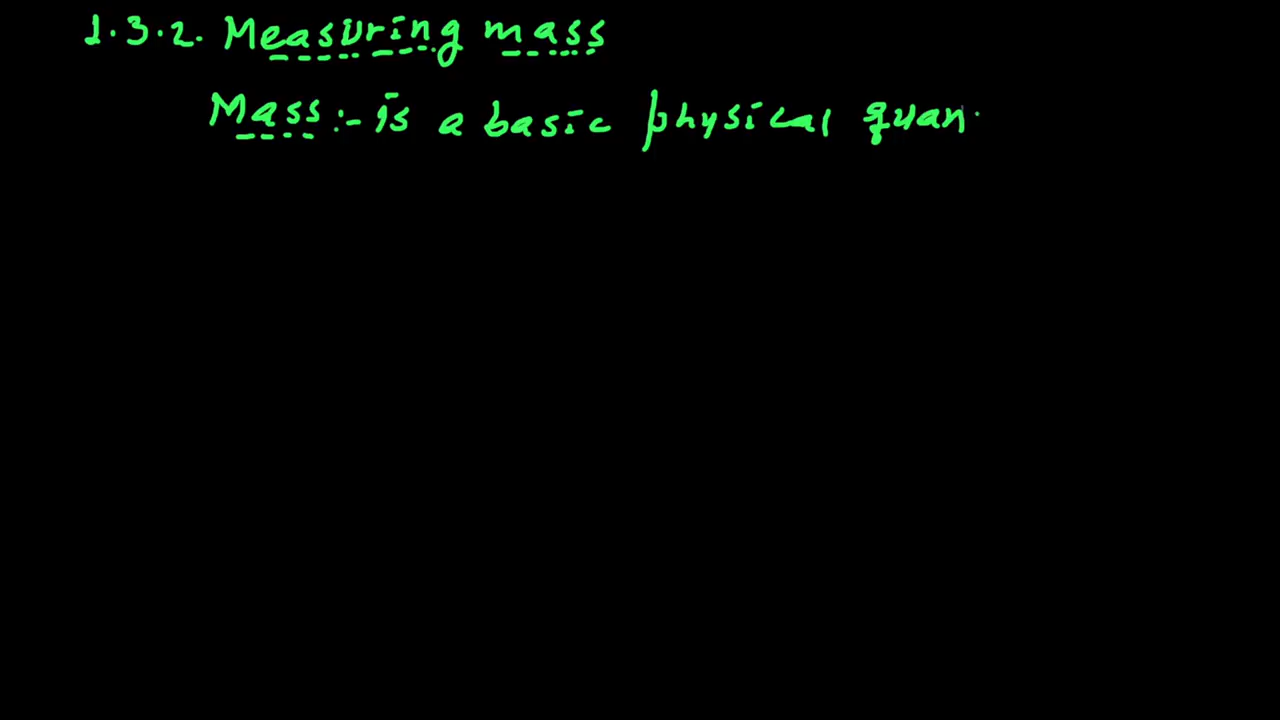 1.3.2. Measuring mass
Mass :- is a basic physical quan